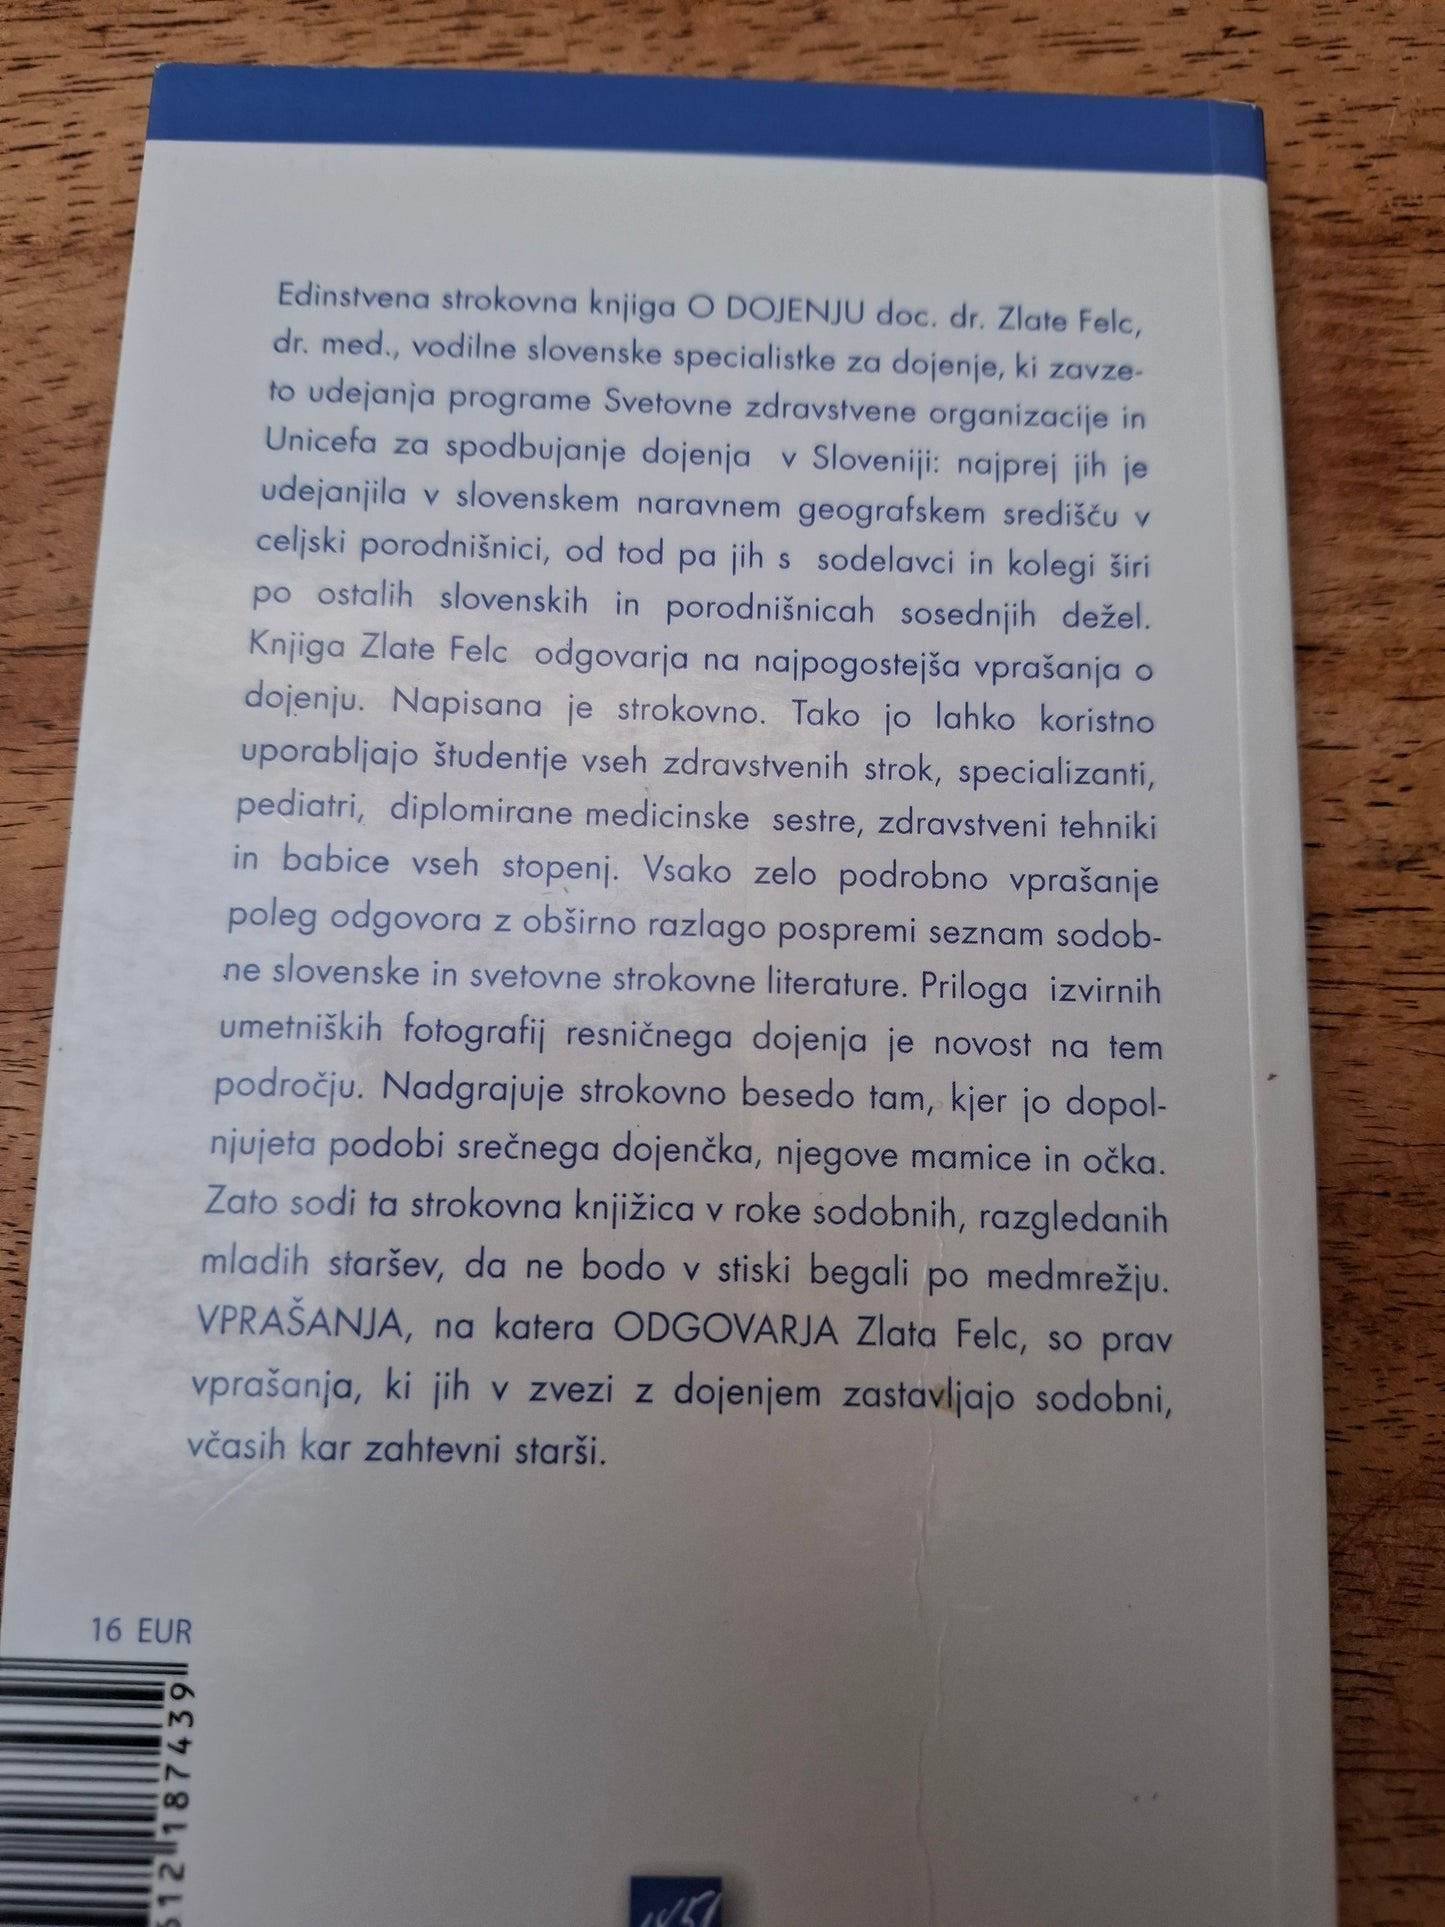 Edinstvena strokovna knjiga O DOJENJU doc. dr. Zlate Felc,
dr. med., vodilne slovenske specialistke za dojenje, ki zavze-
to udejanja programe Svetovne zdravstvene organizacije in
Unicefa za spodbujanje dojenja v Sloveniji: najprej jih je
udejanjila v slovenskem naravnem geografskem središču v
celjski porodnišnici, od tod pa jih s sodelavci in kolegi širi
po ostalih slovenskih in porodnišnicah sosednjih dežel.
Knjiga Zlate Felc odgovarja na najpogostejša vprašanja o
dojenju. Napisana je strokovno. Tako jo lahko koristno
uporabljajo študentje vseh zdravstvenih strok, specializanti,
pediatri, diplomirane medicinske sestre, zdravstveni tehniki
in babice vseh stopenj. Vsako zelo podrobno vprašanje
poleg odgovora z obširno razlago pospremi seznam sodob-
ne slovenske in svetovne strokovne literature. Priloga izvirnih
umetniških fotografij resničnega dojenja je novost na tem
področju. Nadgrajuje strokovno besedo tam, kjer jo dopol-
njujeta podobi srečnega dojenčka, njegove mamice in očka.
Zato sodi ta strokovna knjižica v roke sodobnih, razgledanih
mladih staršev, da ne bodo v stiski begali po medmrežju.
VPRAŠANJA, na katera ODGOVARJA Zlata Felc, so prav
vprašanja, ki jih v zvezi z dojenjem zastavljajo sodobni,
včasih kar zahtevni starši.
16 EUR
612 187439